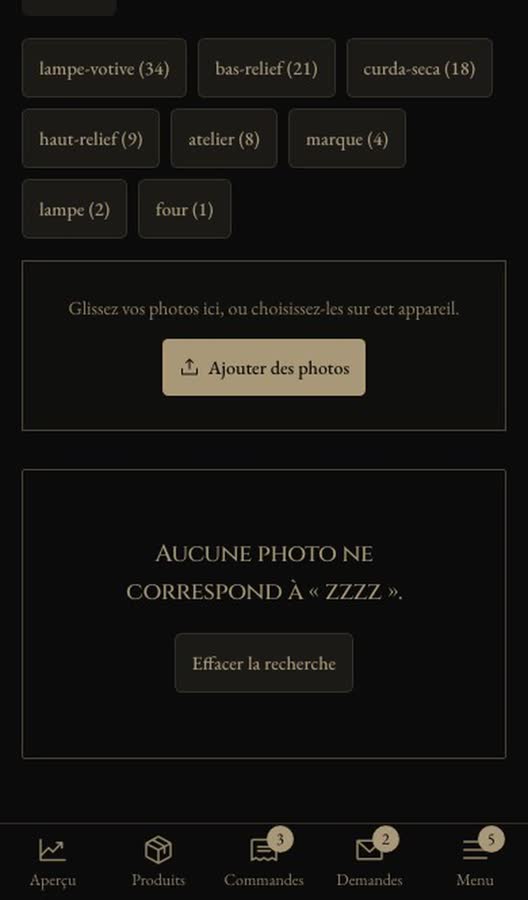 lampe-votive (34)
bas-relief (21)
curda-seca (18)
haut-relief (9)
atelier (8)
marque (4)
lampe (2)
four (1)
Glissez vos photos ici, ou choisissez-les sur cet appareil.
Ajouter des photos
Aucune photo ne
correspond à « zzzz ».
Effacer la recherche
3
2
5
Aperçu
Produits
Commandes
Demandes
Menu